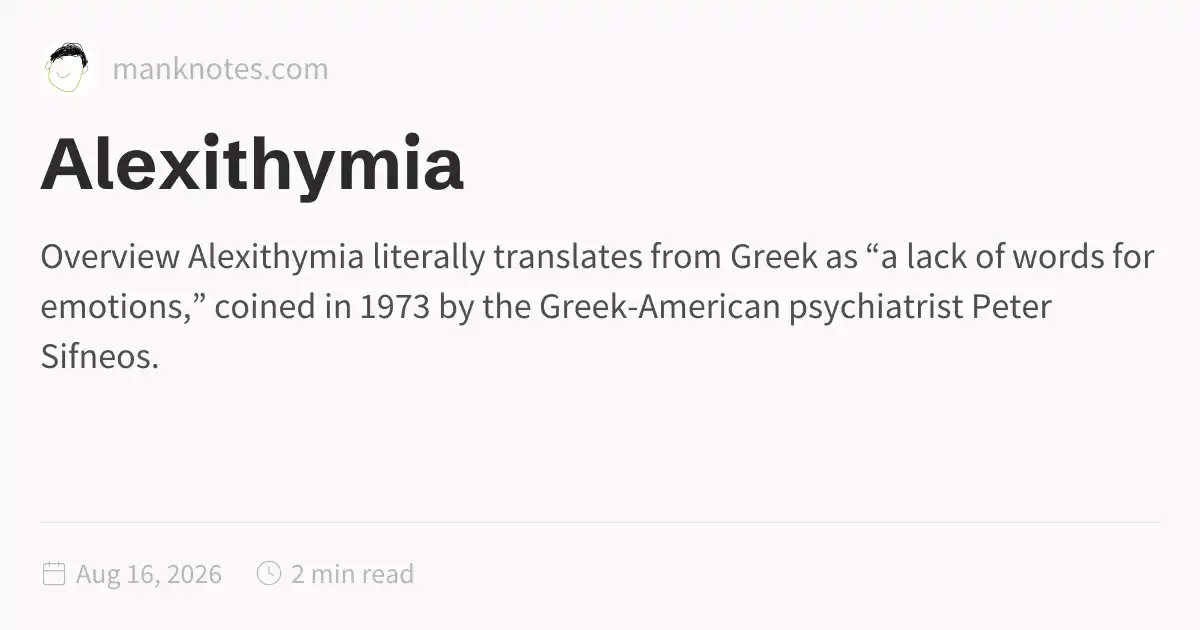 manknotes.com
Alexithymia
Overview Alexithymia literally translates from Greek as “a lack of words for
emotions,” coined in 1973 by the Greek-American psychiatrist Peter
Sifneos.
Aug 16, 2026 2 min read